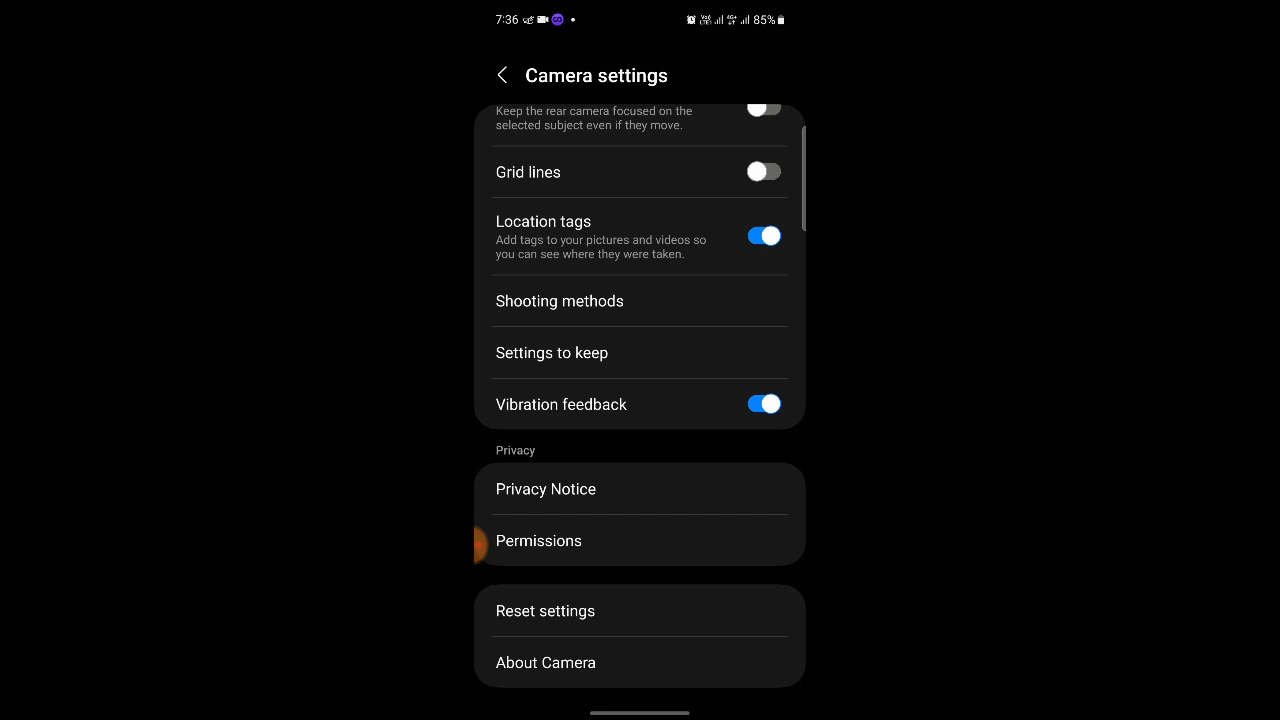 7:36
85%
Camera settings
Keep the rear camera focused on the
selected subject even if they move.
Grid lines
Location tags
Add tags to your pictures and videos so
you can see where they were taken.
Shooting methods
Settings to keep
Vibration feedback
Privacy
Privacy Notice
Permissions
Reset settings
About Camera